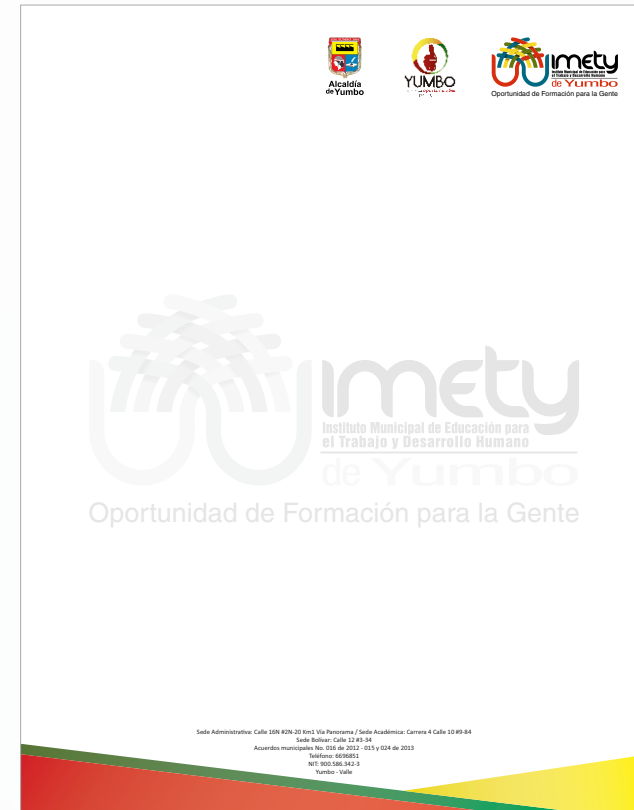 Alcaldía
de Yumbo
YUMBO
imety
Instituto Municipal de Educación para
el Trabajo y Desarrollo Humano
de Yumbo
Oportunidad de Formación para la Gente
imety
Instituto Municipal de Educación para
el Trabajo y Desarrollo Humano
de Yumbo
Oportunidad de Formación para la Gente
Sede Administrativa: Calle 16N #2N-20 Km1 Vía Panorama / Sede Académica: Carrera 4 Calle 10 #9-84
Sede Bolívar: Calle 12 #3-34
Acuerdos municipales No. 016 de 2012 - 015 y 024 de 2013
Teléfono: 6696851
NIT: 900.586.342-3
Yumbo - Valle